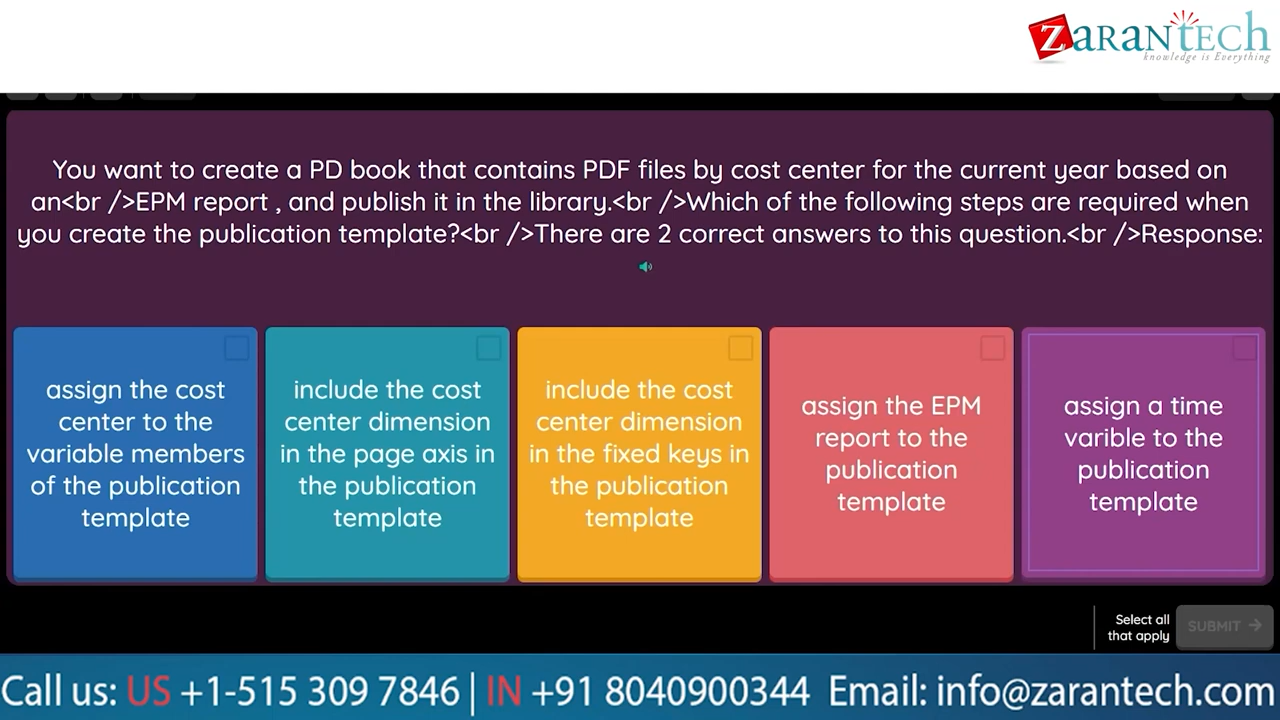 ZARANTECH
knowledge is Everything
You want to create a PD book that contains PDF files by cost center for the current year based on
an<br />EPM report , and publish it in the library.<br />Which of the following steps are required when
you create the publication template?<br />There are 2 correct answers to this question.<br />Response:
assign the cost
center to the
variable members
of the publication
template
include the cost
center dimension
in the page axis in
the publication
template
include the cost
center dimension
in the fixed keys in
the publication
template
assign the EPM
report to the
publication
template
assign a time
varible to the
publication
template
Select all
that apply
SUBMIT
Call us: US +1-515 309 7846 | IN +91 8040900344 Email: info@zarantech.com